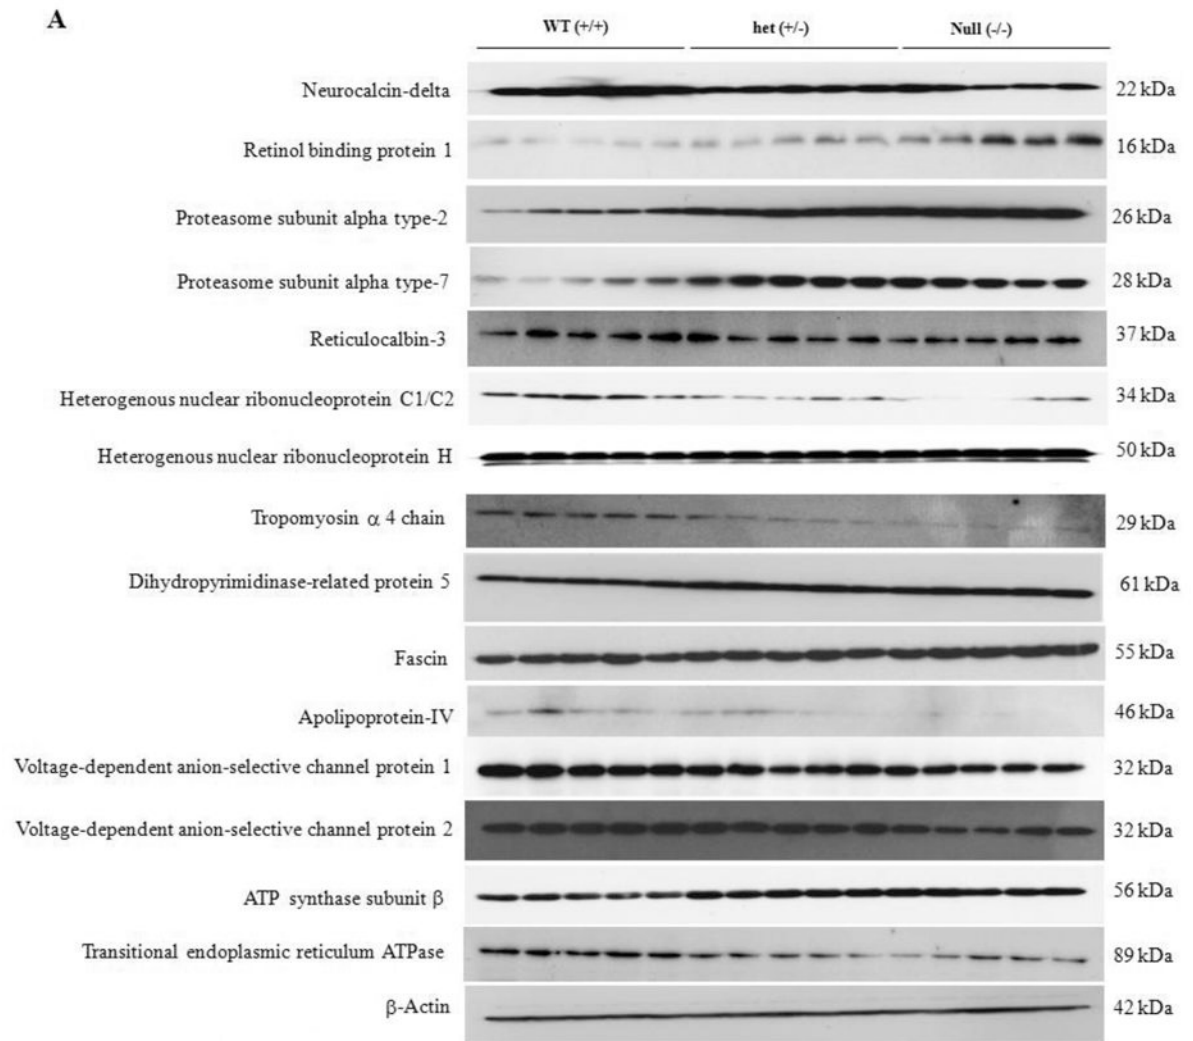 A
WT (+/+) het (+/-) Null (-/-)
Neurocalcin-delta 22 kDa
Retinol binding protein 1 16 kDa
Proteasome subunit alpha type-2 26 kDa
Proteasome subunit alpha type-7 28 kDa
Reticulocalbin-3 37 kDa
Heterogenous nuclear ribonucleoprotein C1/C2 34 kDa
Heterogenous nuclear ribonucleoprotein H 50 kDa
Tropomyosin α 4 chain 29 kDa
Dihydropyrimidinase-related protein 5 61 kDa
Fascin 55 kDa
Apolipoprotein-IV 46 kDa
Voltage-dependent anion-selective channel protein 1 32 kDa
Voltage-dependent anion-selective channel protein 2 32 kDa
ATP synthase subunit β 56 kDa
Transitional endoplasmic reticulum ATPase 89 kDa
β-Actin 42 kDa